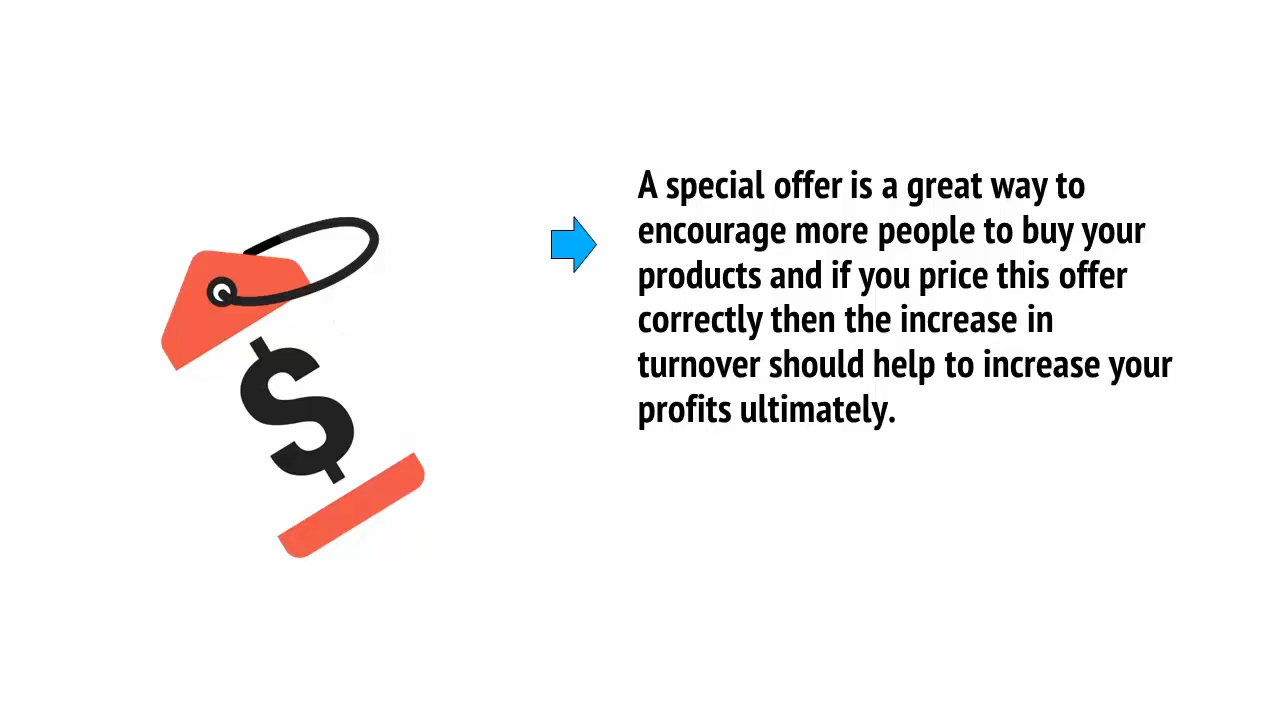 A special offer is a great way to
encourage more people to buy your
products and if you price this offer
correctly then the increase in
turnover should help to increase your
profits ultimately.
$